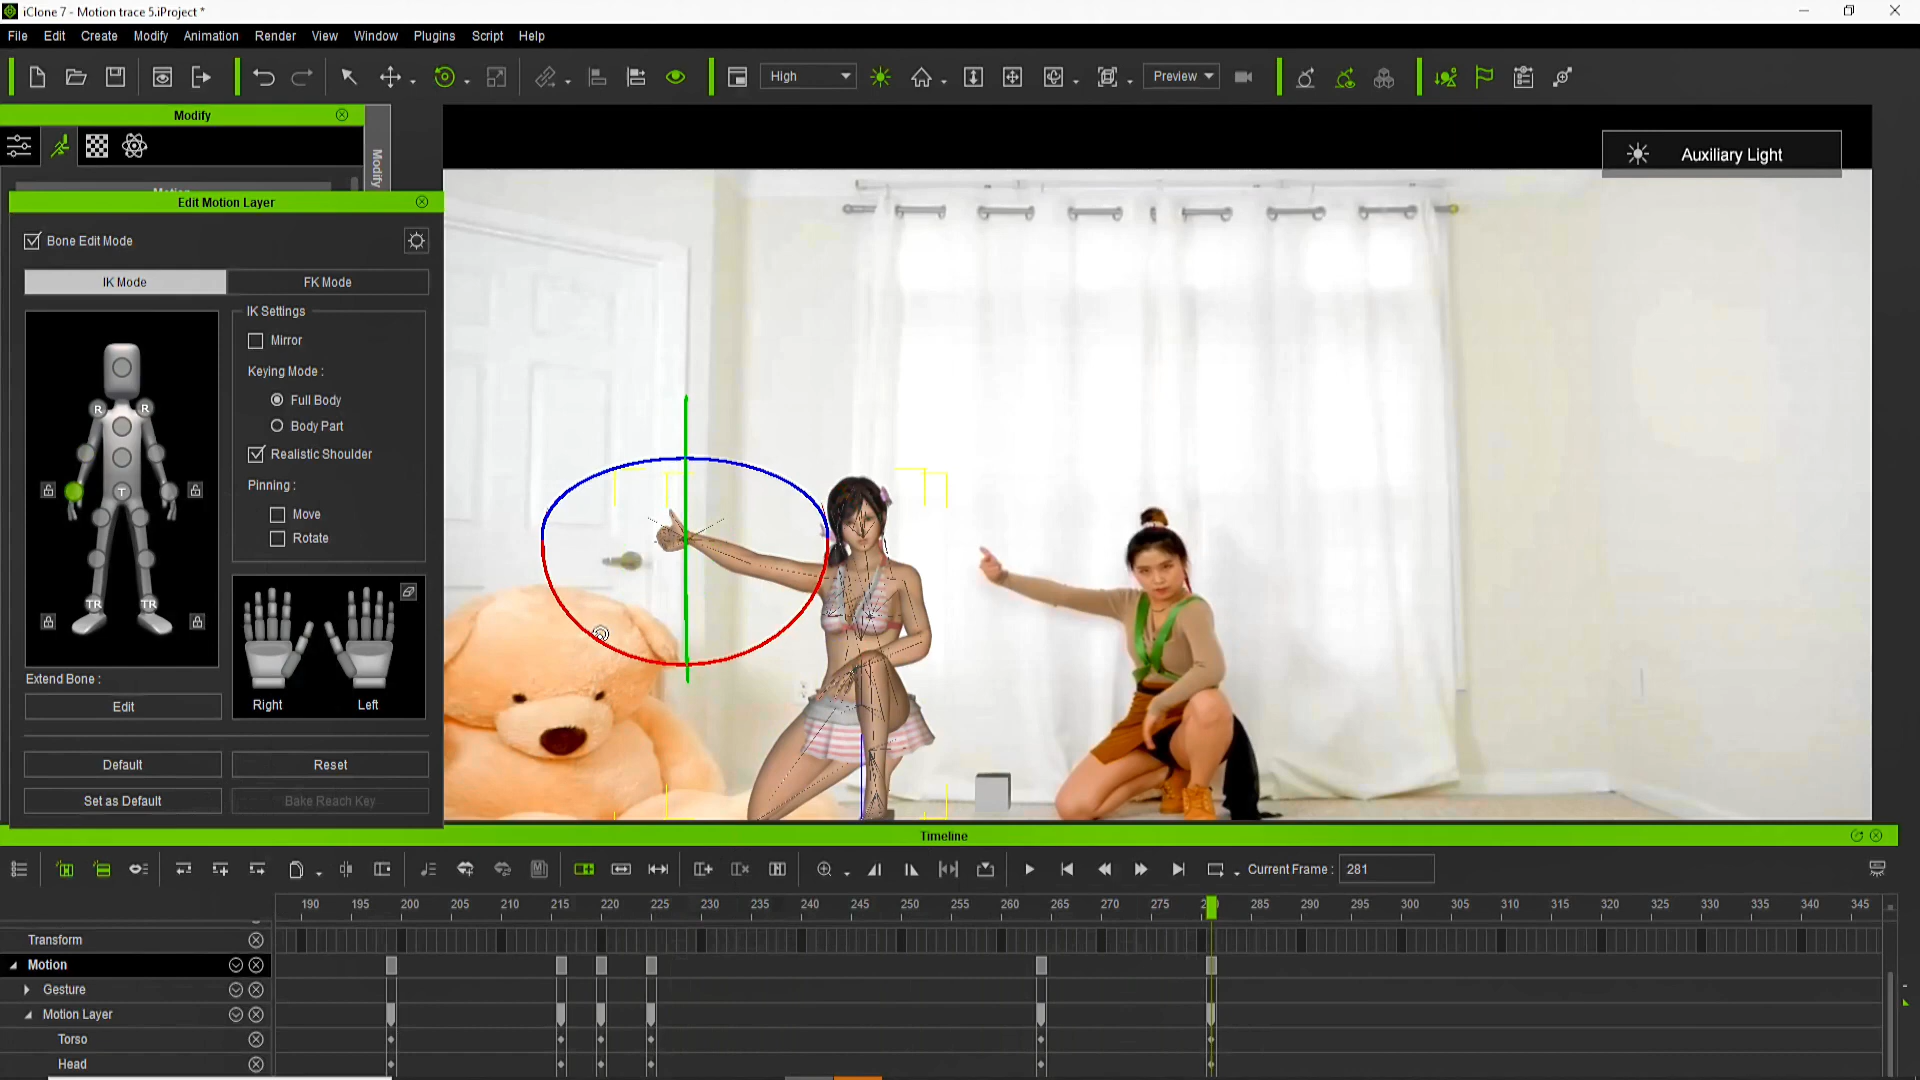 iClone 7 - Motion trace 5.iProject *
File Edit Create Modify Animation Render View Window Plugins Script Help
High
Preview
Modify
Modify
Auxiliary Light
Edit Motion Layer
Bone Edit Mode
IK Mode FK Mode
IK Settings
Mirror
Keying Mode :
Full Body
Body Part
Realistic Shoulder
Pinning :
Move
Rotate
R R
T
TR TR
Right Left
Extend Bone :
Edit
Default Reset
Set as Default Bake Reach Key
Timeline
Current Frame : 281
190 195 200 205 210 215 220 225 230 235 240 245 250 255 260 265 270 275 285 290 295 300 305 310 315 320 325 330 335 340 345
Transform
Motion
Gesture
Motion Layer
Torso
Head